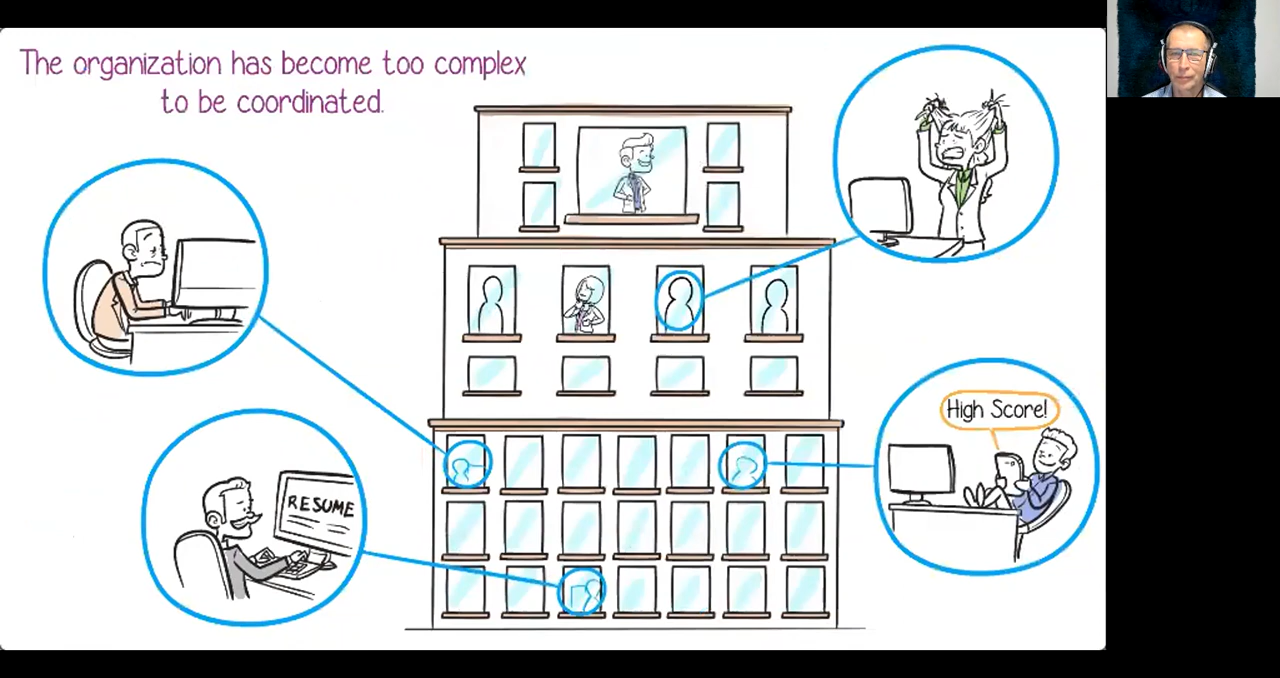 The organization has become too complex
to be coordinated.
High Score!
RESUME